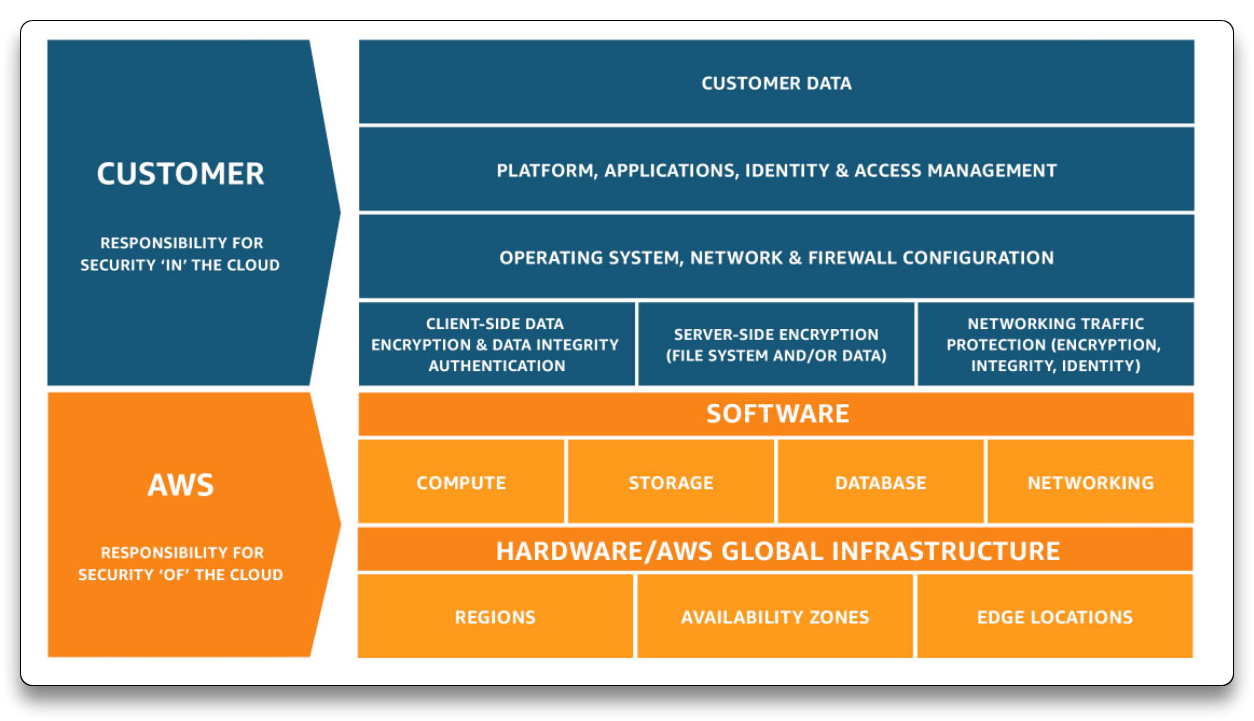 CUSTOMER DATA
CUSTOMER
PLATFORM, APPLICATIONS, IDENTITY & ACCESS MANAGEMENT
RESPONSIBILITY FOR
SECURITY ‘IN’ THE CLOUD
OPERATING SYSTEM, NETWORK & FIREWALL CONFIGURATION
CLIENT-SIDE DATA
ENCRYPTION & DATA INTEGRITY
AUTHENTICATION
SERVER-SIDE ENCRYPTION
(FILE SYSTEM AND/OR DATA)
NETWORKING TRAFFIC
PROTECTION (ENCRYPTION,
INTEGRITY, IDENTITY)
AWS
RESPONSIBILITY FOR
SECURITY ‘OF’ THE CLOUD
SOFTWARE
COMPUTE
STORAGE
DATABASE
NETWORKING
HARDWARE/AWS GLOBAL INFRASTRUCTURE
REGIONS
AVAILABILITY ZONES
EDGE LOCATIONS